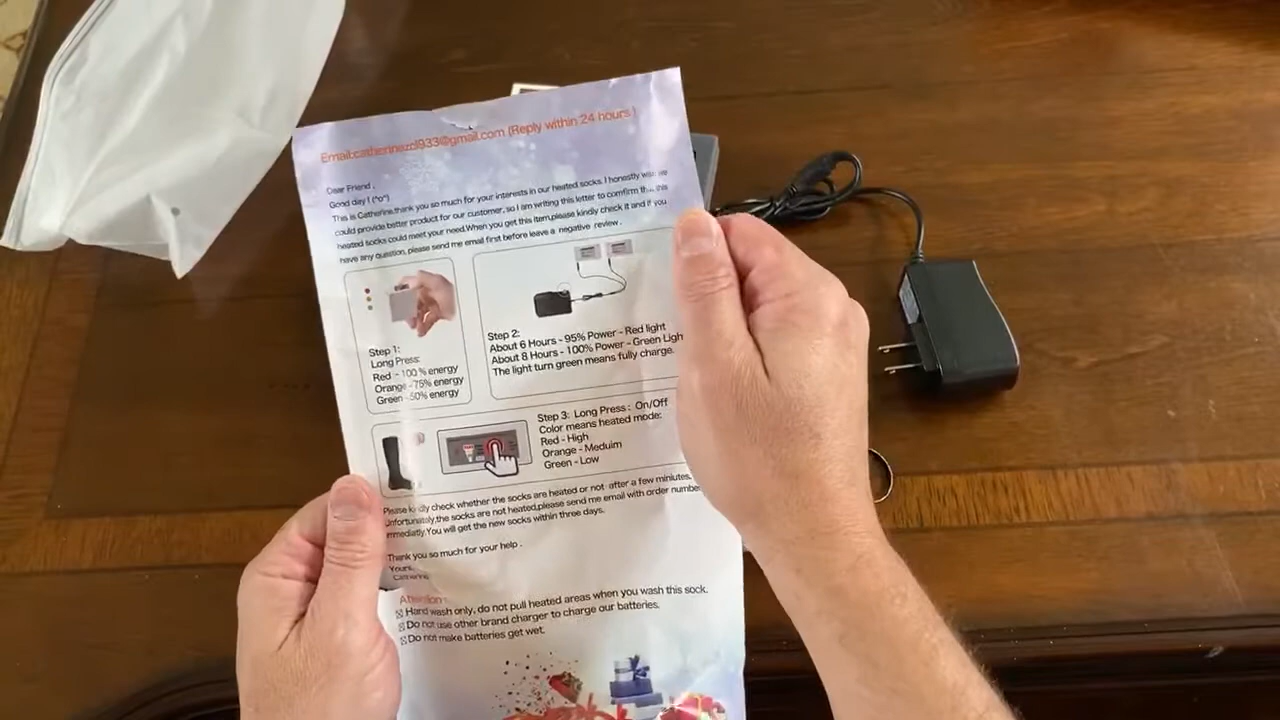 Email:catherinezcl933@gmail.com (Reply within 24 hours)
Dear Friend ,
Good day ! (^o^)
This is Catherine,thank you so much for your interests in our heated socks. I honestly we
could provide better product for our customer, so I am writing this letter to comfirm this
heated socks could meet your need.When you get this item,please kindly check it and if you
have any question, please send me email first before leave a negative review .
Step 1:
Long Press:
Red - 100% energy
Orange - 75% energy
Green - 50% energy
Step 2:
About 6 Hours - 95% Power - Red light
About 8 Hours - 100% Power - Green Ligh
The light turn green means fully charge.
Step 3: Long Press : On/Off
Color means heated mode:
Red - High
Orange - Meduim
Green - Low
Please kindly check whether the socks are heated or not after a few miniutes.
Unfortunately,the socks are not heated,please send me email with order number
immediatly.You will get the new socks within three days.
Thank you so much for your help .
Yours,
Catherine
Attention
Hand wash only, do not pull heated areas when you wash this sock.
Do not use other brand charger to charge our batteries.
Do not make batteries get wet.